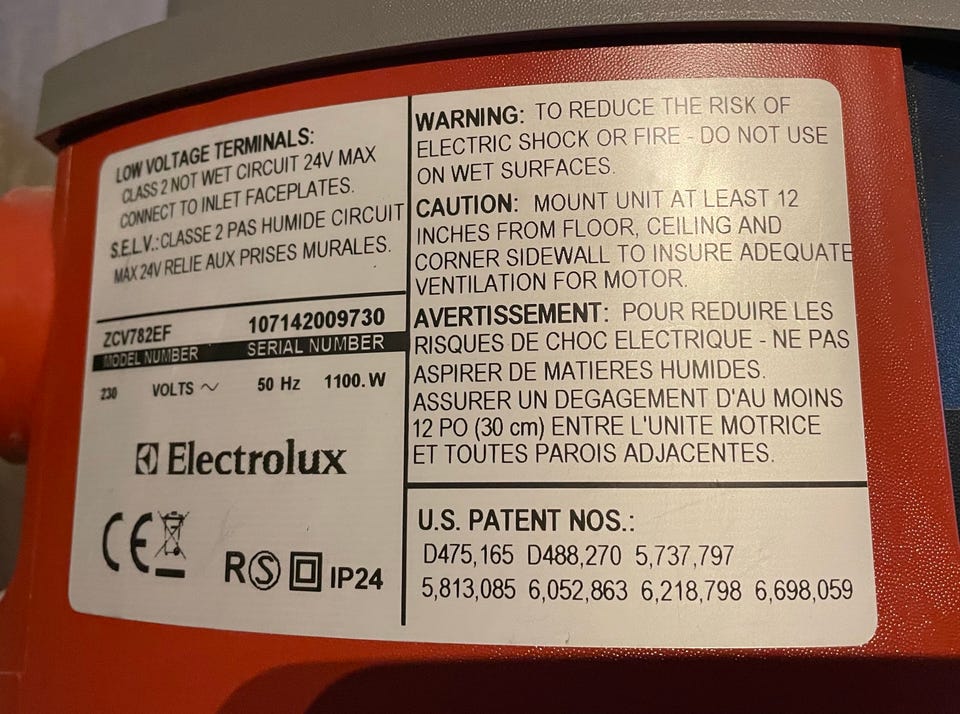 LOW VOLTAGE TERMINALS:
CLASS 2 NOT WET CIRCUIT 24V MAX
CONNECT TO INLET FACEPLATES.
S.E.L.V.: CLASSE 2 PAS HUMIDE CIRCUIT
MAX 24V RELIE AUX PRISES MURALES.
ZCV782EF 107142009730
MODEL NUMBER SERIAL NUMBER
230 VOLTS ~ 50 Hz 1100.W
Electrolux
CE
R S IP24
WARNING: TO REDUCE THE RISK OF
ELECTRIC SHOCK OR FIRE - DO NOT USE
ON WET SURFACES.
CAUTION: MOUNT UNIT AT LEAST 12
INCHES FROM FLOOR, CEILING AND
CORNER SIDEWALL TO INSURE ADEQUATE
VENTILATION FOR MOTOR.
AVERTISSEMENT: POUR REDUIRE LES
RISQUES DE CHOC ELECTRIQUE - NE PAS
ASPIRER DE MATIERES HUMIDES.
ASSURER UN DEGAGEMENT D'AU MOINS
12 PO (30 cm) ENTRE L'UNITE MOTRICE
ET TOUTES PAROIS ADJACENTES.
U.S. PATENT NOS.:
D475,165 D488,270 5,737,797
5,813,085 6,052,863 6,218,798 6,698,059